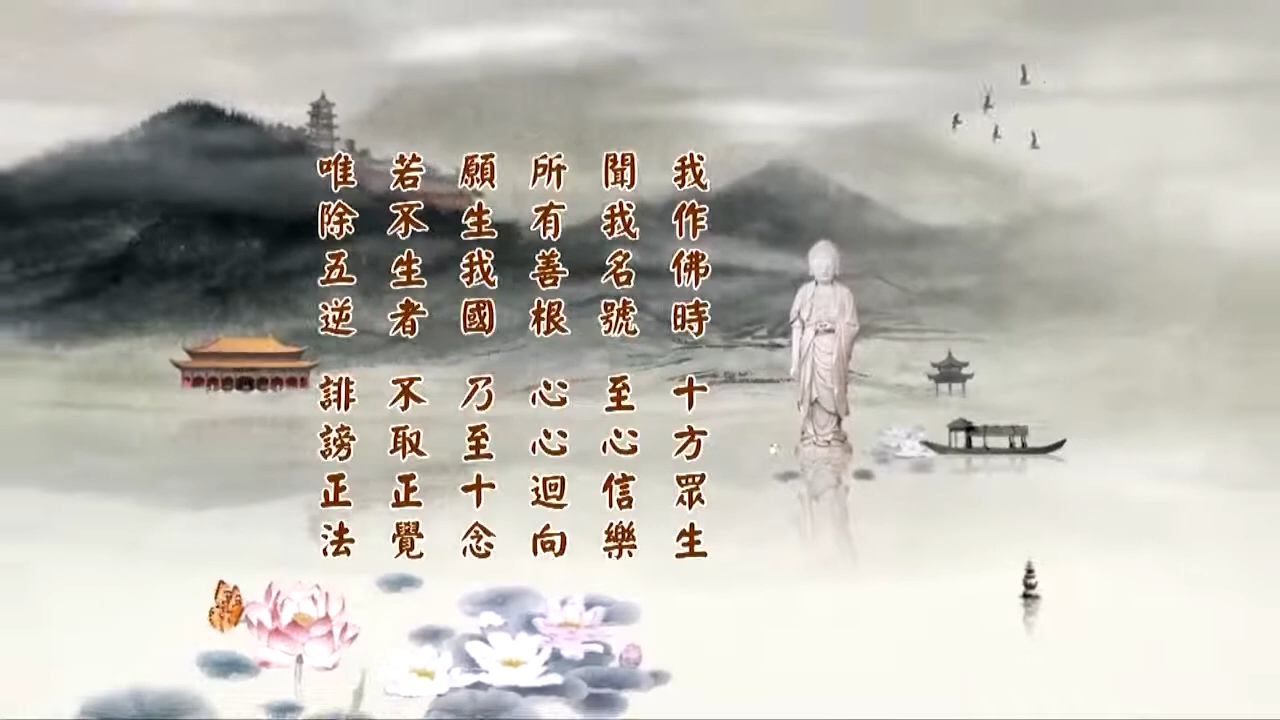 我作佛時 十方眾生
聞我名號 至心信樂
所有善根 心心迴向
願生我國 乃至十念
若不生者 不取正覺
唯除五逆 誹謗正法